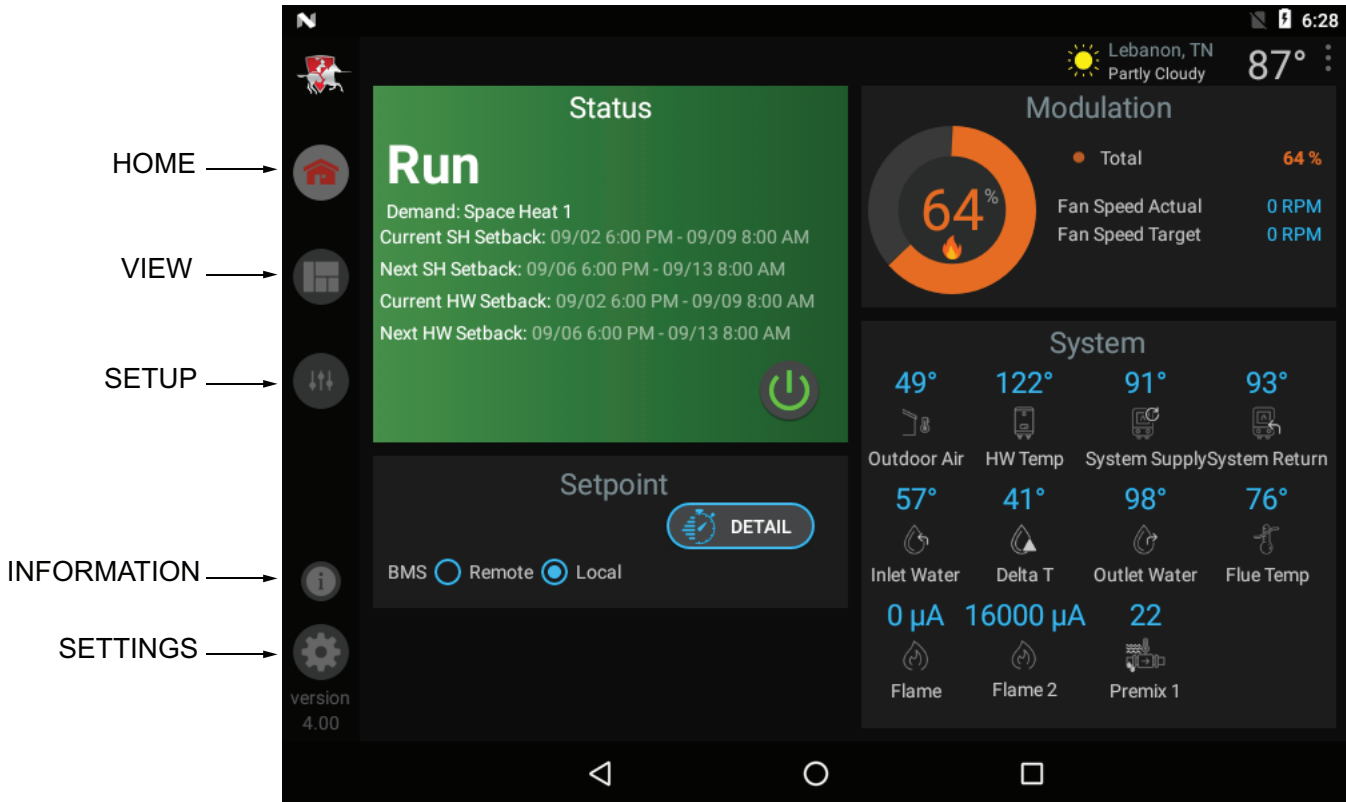 6:28
Lebanon, TN
Partly Cloudy
87°
HOME
VIEW
SETUP
INFORMATION
SETTINGS
version
4.00
Status
Run
Demand: Space Heat 1
Current SH Setback: 09/02 6:00 PM - 09/09 8:00 AM
Next SH Setback: 09/06 6:00 PM - 09/13 8:00 AM
Current HW Setback: 09/02 6:00 PM - 09/09 8:00 AM
Next HW Setback: 09/06 6:00 PM - 09/13 8:00 AM
Setpoint
DETAIL
BMS Remote Local
Modulation
64%
Total 64 %
Fan Speed Actual 0 RPM
Fan Speed Target 0 RPM
System
49° 122° 91° 93°
Outdoor Air HW Temp System Supply System Return
57° 41° 98° 76°
Inlet Water Delta T Outlet Water Flue Temp
0 µA 16000 µA 22
Flame Flame 2 Premix 1